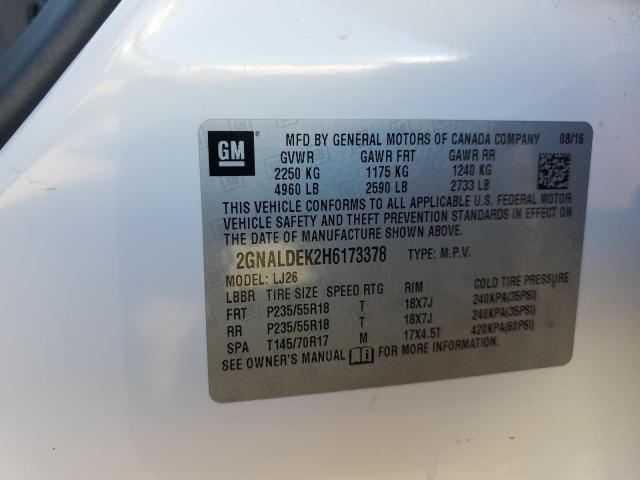 GM
MFD BY GENERAL MOTORS OF CANADA COMPANY 08/16
GVWR GAWR FRT GAWR RR
2250 KG 1175 KG 1240 KG
4960 LB 2590 LB 2733 LB
THIS VEHICLE CONFORMS TO ALL APPLICABLE U.S. FEDERAL MOTOR
VEHICLE SAFETY AND THEFT PREVENTION STANDARDS IN EFFECT ON
THE DATE OF MANUFACTURE SHOWN ABOVE.
2GNALDEK2H6173378 TYPE: M.P.V.
MODEL: LJ26
LBBR TIRE SIZE SPEED RTG RIM COLD TIRE PRESSURE
FRT P235/55R18 T 18X7J 240KPA(35PSI)
RR P235/55R18 T 18X7J 240KPA(35PSI)
SPA T145/70R17 M 17X4.5T 420KPA(60PSI)
SEE OWNER'S MANUAL FOR MORE INFORMATION.